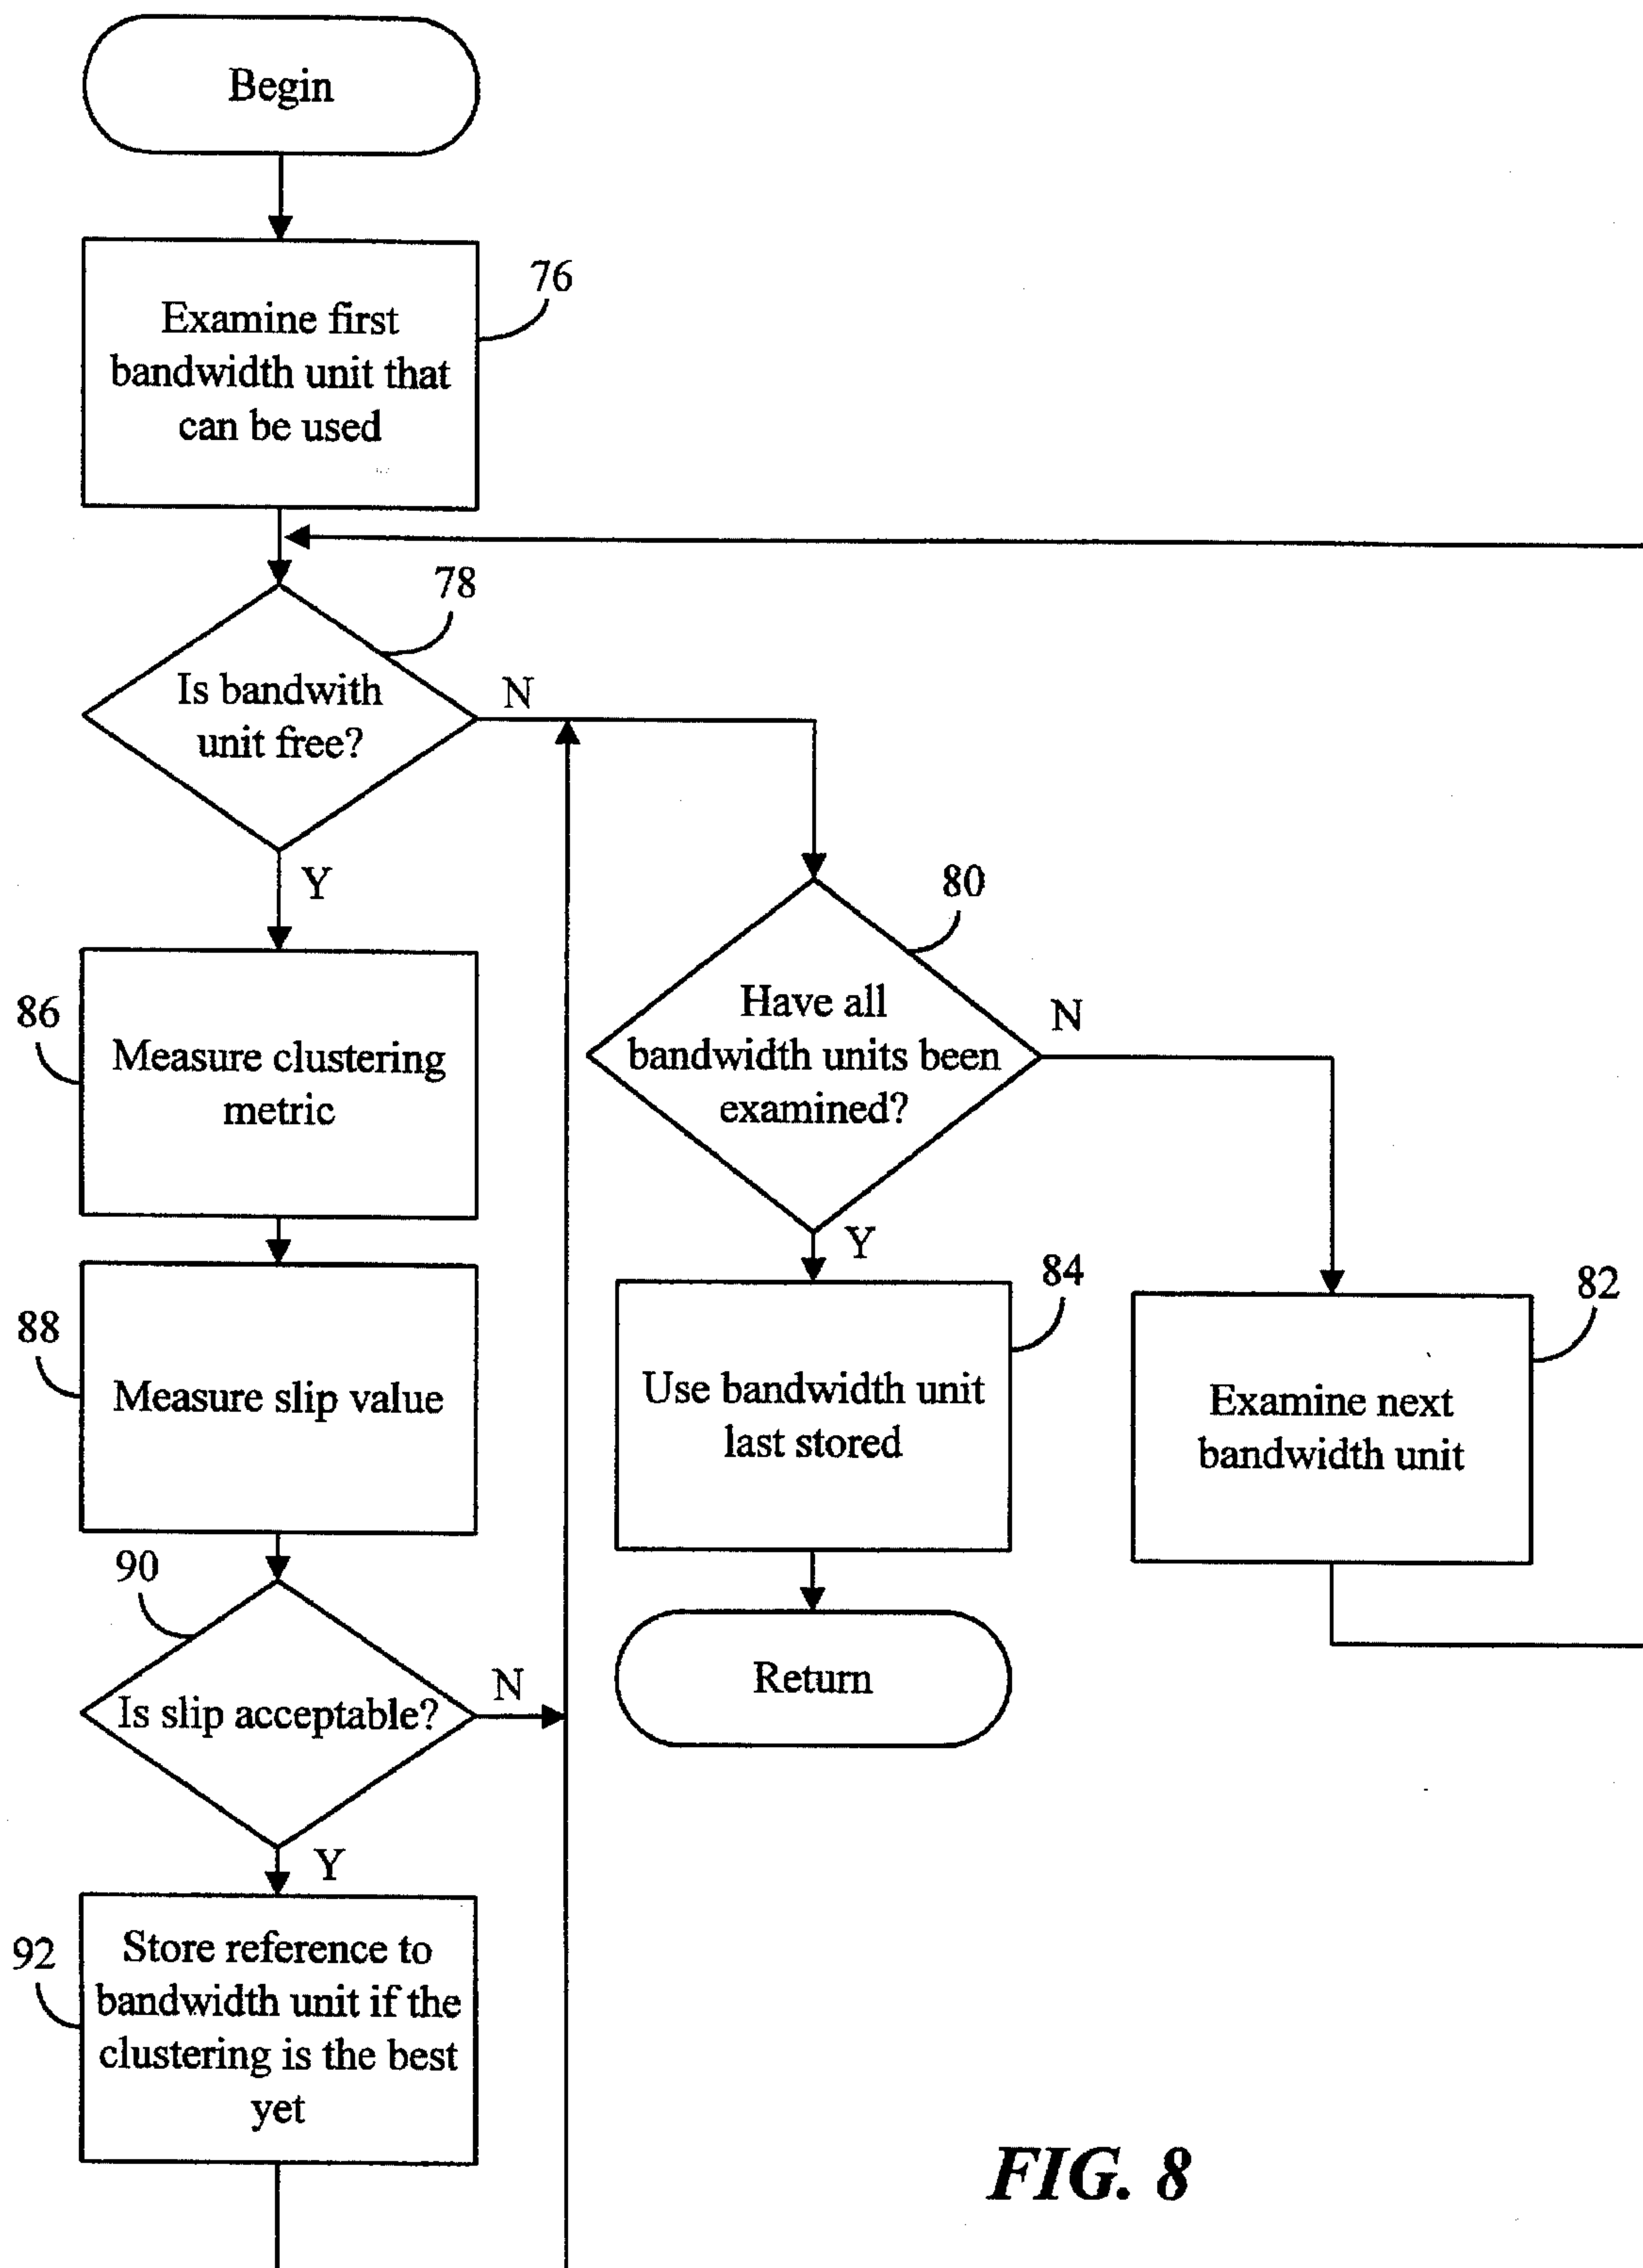 Begin
76
Examine first
bandwidth unit that
can be used
78
Is bandwith
unit free?
N
Y
80
Have all
bandwidth units been
examined?
N
Y
86
Measure clustering
metric
88
Measure slip value
84
Use bandwidth unit
last stored
82
Examine next
bandwidth unit
90
Is slip acceptable?
N
Y
Return
92
Store reference to
bandwidth unit if the
clustering is the best
yet
FIG. 8